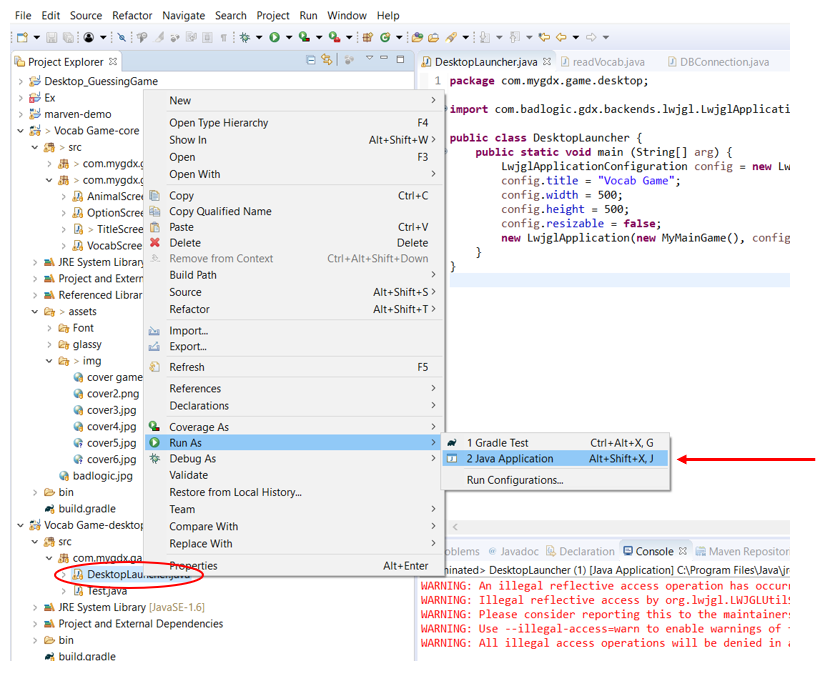 File Edit Source Refactor Navigate Search Project Run Window Help
Project Explorer
Desktop_GuessingGame
Ex
marven-demo
> Vocab Game-core
> src
> com.mygdx.g
> com.mygdx.g
AnimalScree
OptionScree
> TitleScreen
VocabScree
JRE System Library
Project and Extern
Referenced Librar
> assets
Font
glassy
> img
cover game
cover2.png
cover3.jpg
cover4.jpg
cover5.jpg
cover6.jpg
badlogic.jpg
bin
build.gradle
Vocab Game-desktop
src
com.mygdx.ga
DesktopLauncher.java
Test.java
JRE System Library [JavaSE-1.6]
Project and External Dependencies
bin
build.gradle
New
Open Type Hierarchy F4
Show In Alt+Shift+W >
Open F3
Open With
Copy Ctrl+C
Copy Qualified Name
Paste Ctrl+V
Delete Delete
Remove from Context Ctrl+Alt+Shift+Down
Build Path
Source Alt+Shift+S >
Refactor Alt+Shift+T >
Import...
Export...
Refresh F5
References
Declarations
Coverage As
Run As
Debug As
Validate
Restore from Local History...
Team
Compare With
Replace With
Properties Alt+Enter
1 Gradle Test Ctrl+Alt+X, G
2 Java Application Alt+Shift+X, J
Run Configurations...
DesktopLauncher.java readVocab.java DBConnection.java
1 package com.mygdx.game.desktop;
import com.badlogic.gdx.backends.lwjgl.LwjglApplicati
public class DesktopLauncher {
public static void main (String[] arg) {
LwjglApplicationConfiguration config = new Lw
config.title = "Vocab Game";
config.width = 500;
config.height = 500;
config.resizable = false;
new LwjglApplication(new MyMainGame(), config
}
}
oblems Javadoc Declaration Console Maven Repositor
minated> DesktopLauncher (1) [Java Application] C:\Program Files\Java\jr
WARNING: An illegal reflective access operation has occurr
WARNING: Illegal reflective access by org.lwjgl.LWJGLUtil$
WARNING: Please consider reporting this to the maintainers
WARNING: Use --illegal-access=warn to enable warnings of
WARNING: All illegal access operations will be denied in a